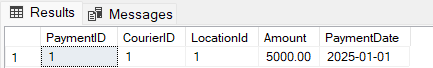 Results Messages
PaymentID CourierID LocationId Amount PaymentDate
1 1 1 1 5000.00 2025-01-01